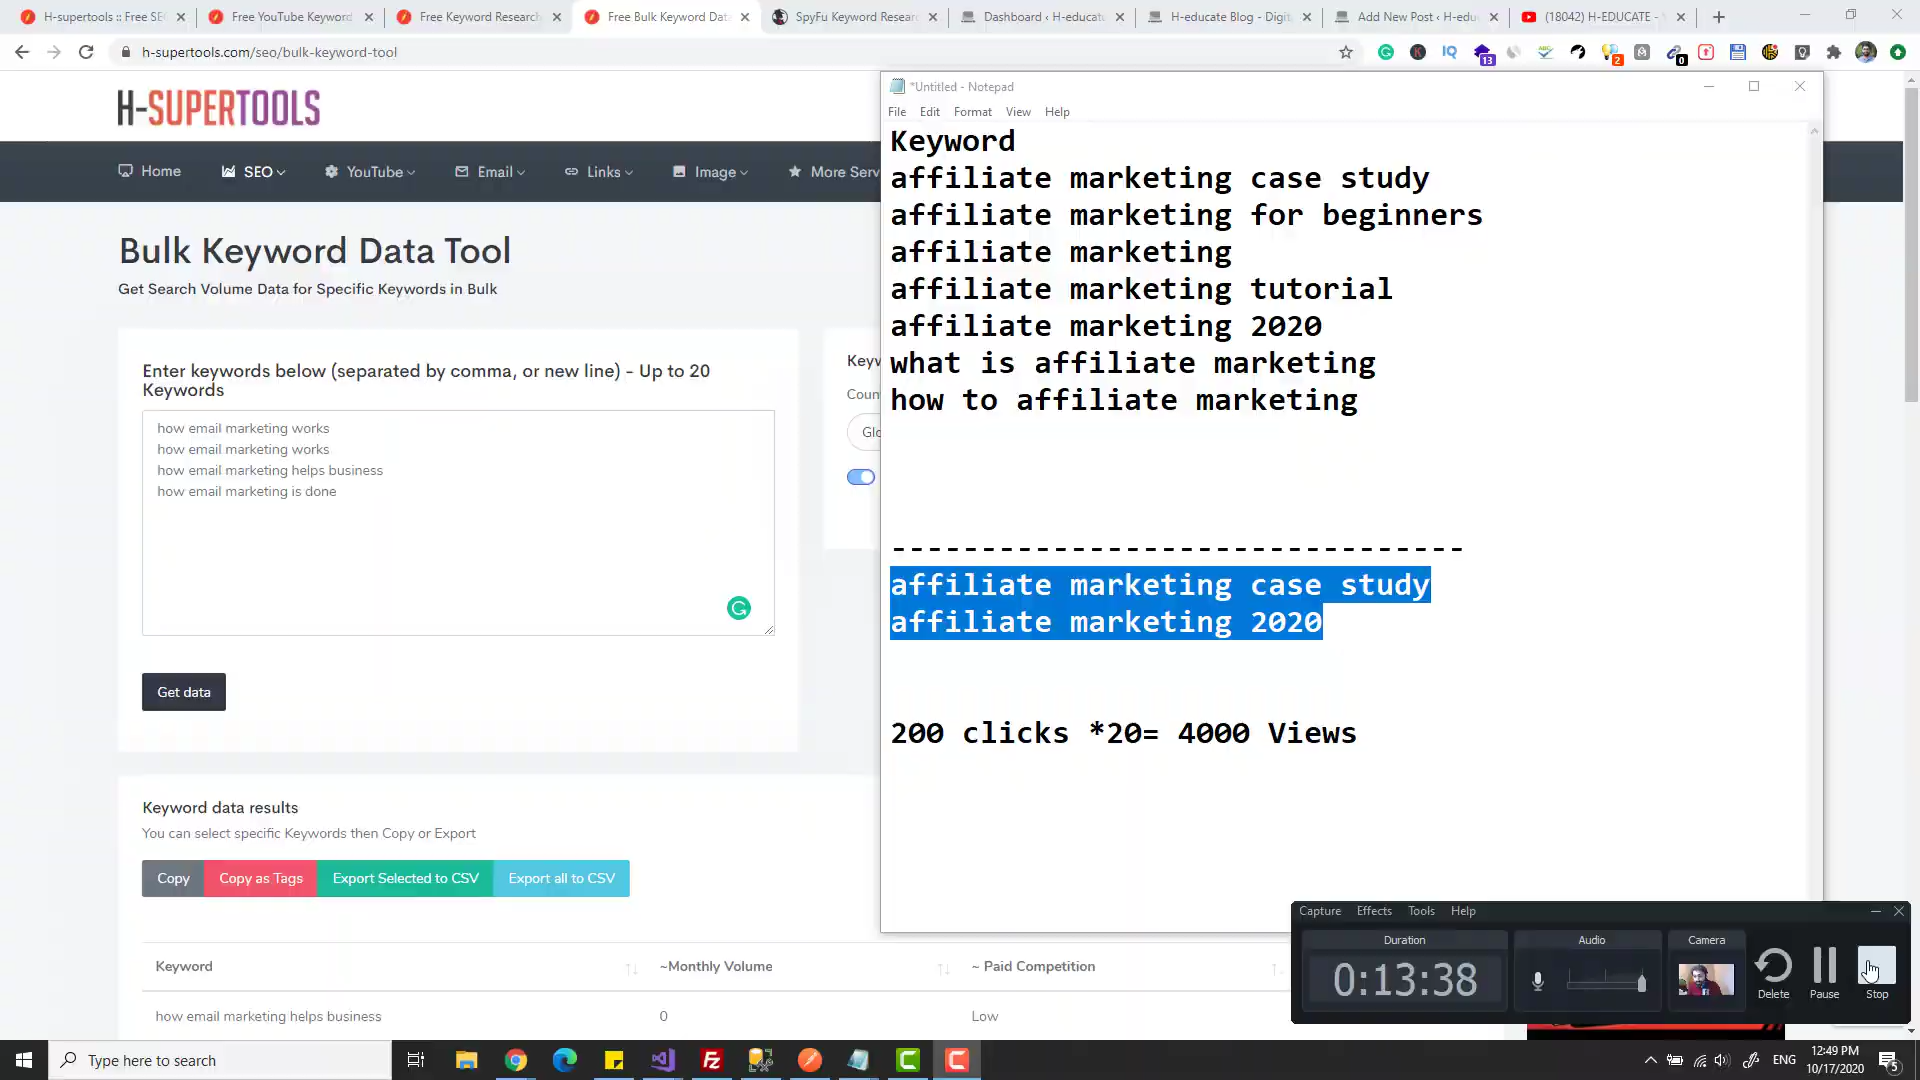 H-supertools :: Free SE
Free YouTube Keyword
Free Keyword Research
Free Bulk Keyword Dat
SpyFu Keyword Resear
Dashboard ‹ H-educat
H-educate Blog - Digit
Add New Post ‹ H-edu
(18042) H-EDUCATE -
h-supertools.com/seo/bulk-keyword-tool
IQ
13
2
0
H-SUPERTOOLS
Home
SEO
YouTube
Email
Links
Image
More Serv
Bulk Keyword Data Tool
Get Search Volume Data for Specific Keywords in Bulk
Enter keywords below (separated by comma, or new line) - Up to 20
Keywords
how email marketing works
how email marketing works
how email marketing helps business
how email marketing is done
Get data
Keyw
Coun
Glo
Keyword data results
You can select specific Keywords then Copy or Export
Copy
Copy as Tags
Export Selected to CSV
Export all to CSV
Keyword
~Monthly Volume
~ Paid Competition
how email marketing helps business
0
Low
*Untitled - Notepad
File Edit Format View Help
Keyword
affiliate marketing case study
affiliate marketing for beginners
affiliate marketing
affiliate marketing tutorial
affiliate marketing 2020
what is affiliate marketing
how to affiliate marketing
--------------------------------
affiliate marketing case study
affiliate marketing 2020
200 clicks *20= 4000 Views
Capture Effects Tools Help
Duration
0:13:38
Audio
Camera
Delete
Pause
Stop
Type here to search
ENG
12:49 PM
10/17/2020
5